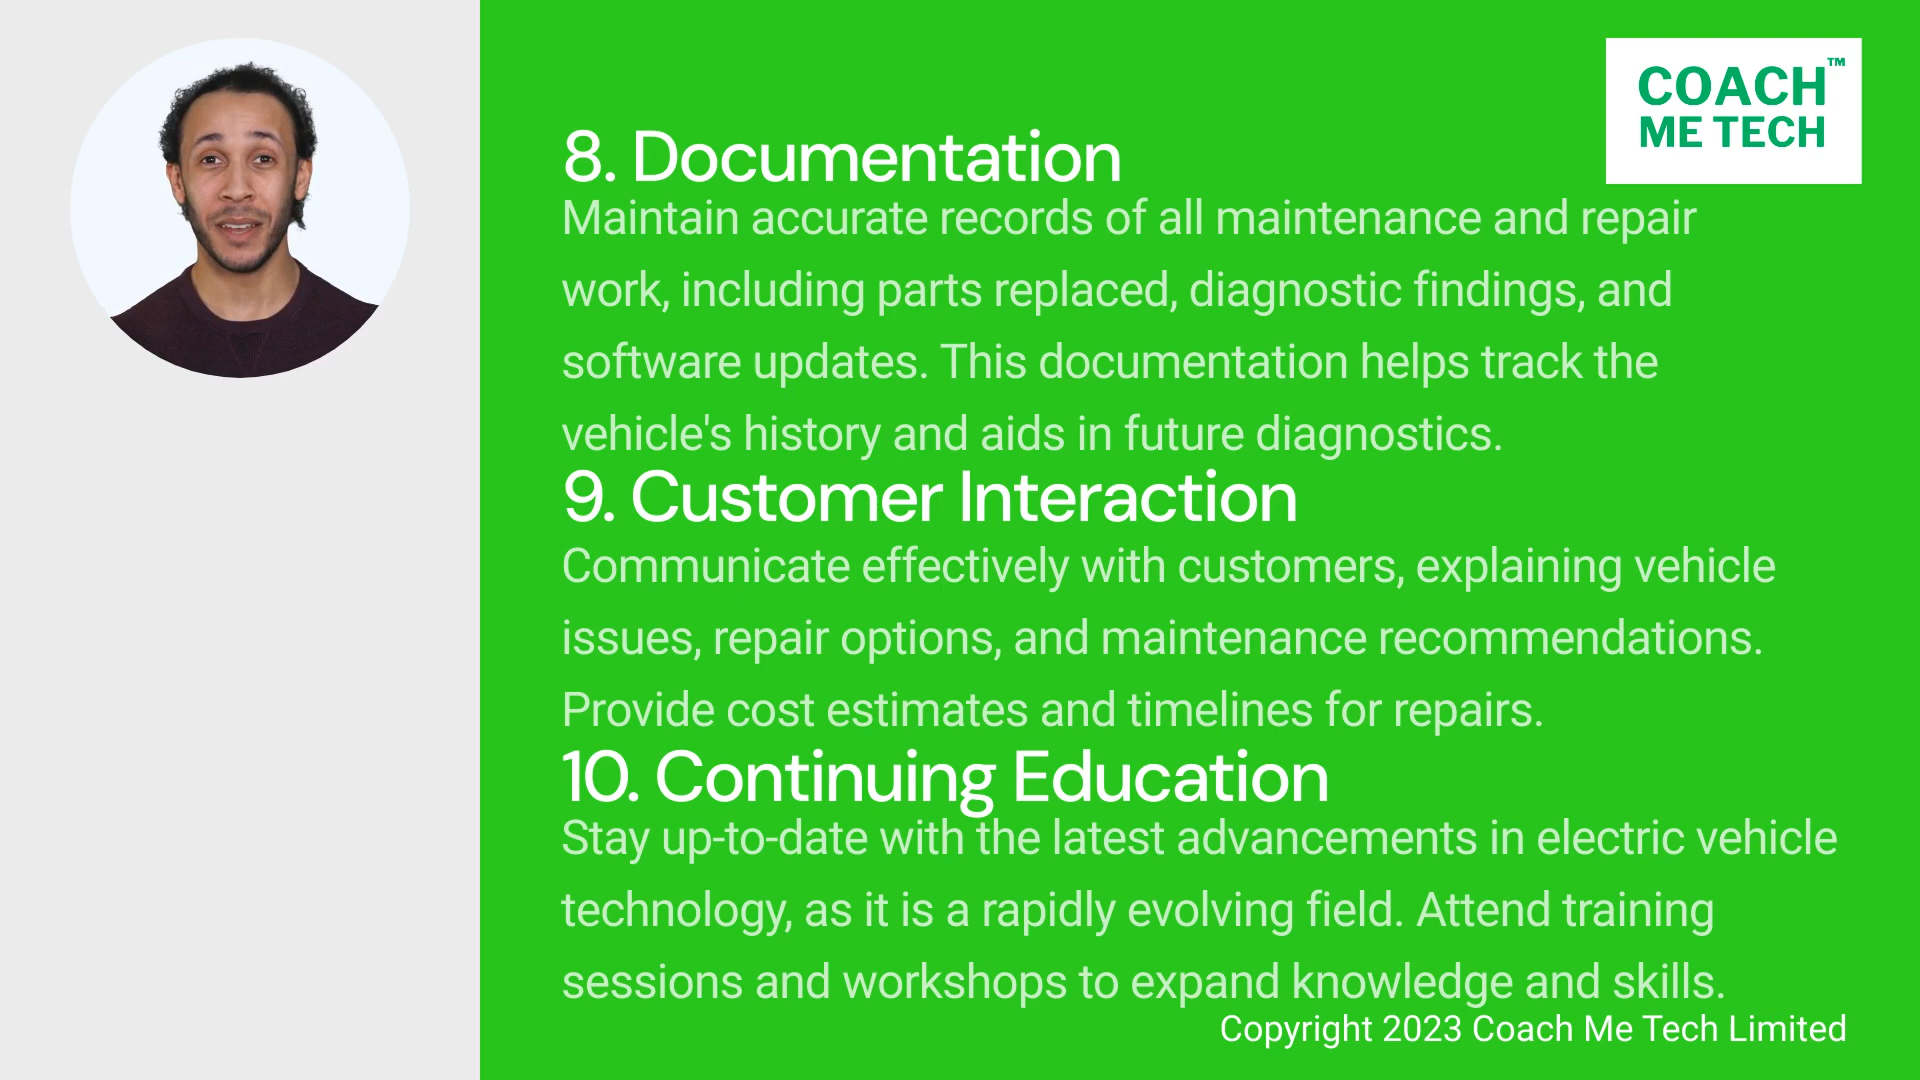 COACH™
ME TECH
8. Documentation
Maintain accurate records of all maintenance and repair
work, including parts replaced, diagnostic findings, and
software updates. This documentation helps track the
vehicle's history and aids in future diagnostics.
9. Customer Interaction
Communicate effectively with customers, explaining vehicle
issues, repair options, and maintenance recommendations.
Provide cost estimates and timelines for repairs.
10. Continuing Education
Stay up-to-date with the latest advancements in electric vehicle
technology, as it is a rapidly evolving field. Attend training
sessions and workshops to expand knowledge and skills.
Copyright 2023 Coach Me Tech Limited